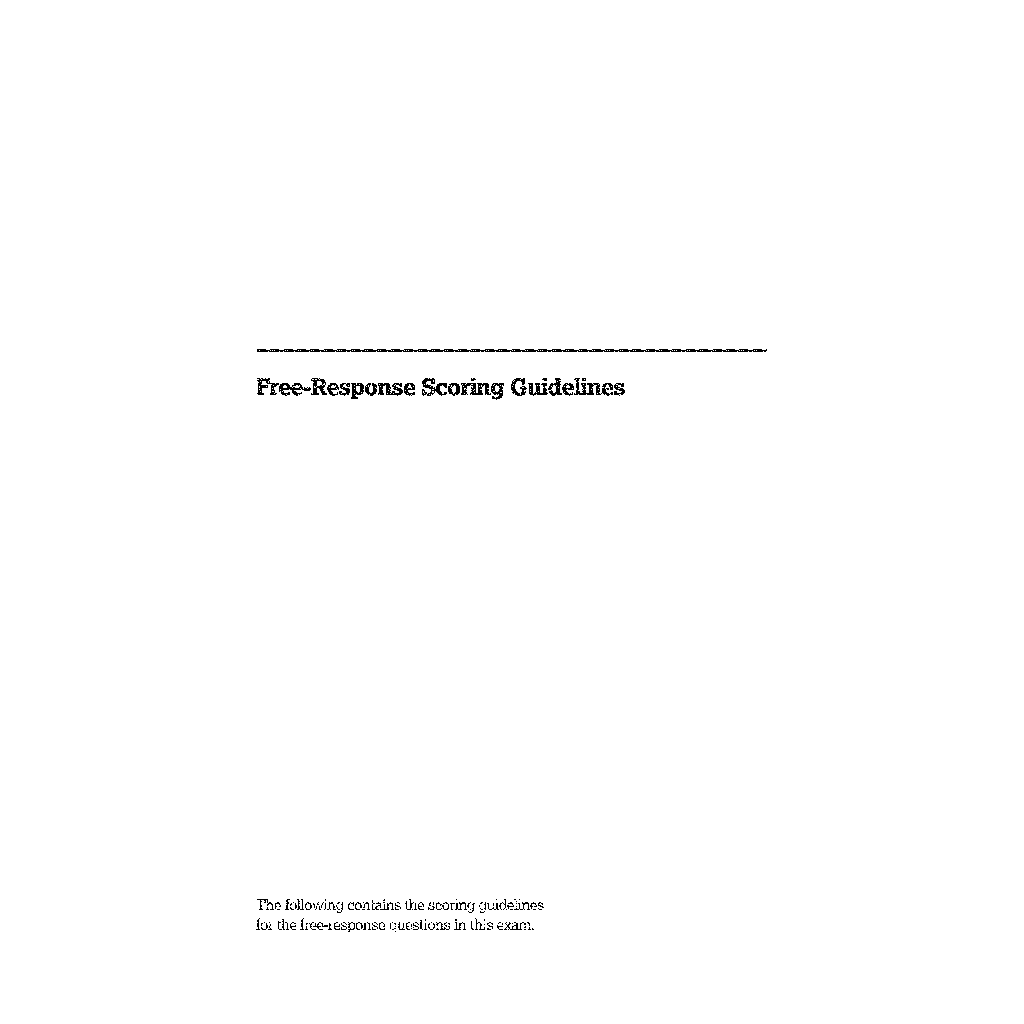 Free-Response Scoring Guidelines
The following contains the scoring guidelines
for the free-response questions in this exam.